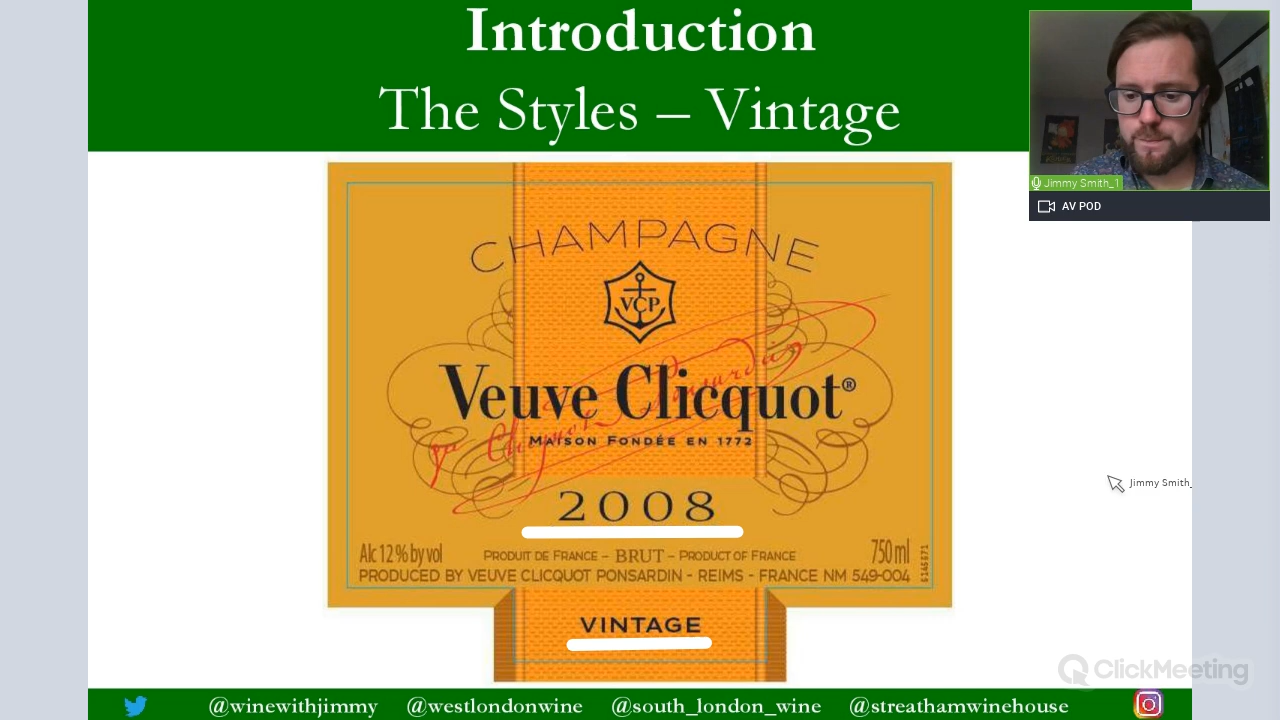 Introduction
The Styles – Vintage
Jimmy Smith_1
AV POD
CHAMPAGNE
VCP
Veuve Clicquot®
Clicquot Ponsardin
MAISON FONDÉE EN 1772
Jimmy Smith_
2008
Alc 12% by vol
PRODUIT DE FRANCE – BRUT – PRODUCT OF FRANCE
750 ml
PRODUCED BY VEUVE CLICQUOT PONSARDIN - REIMS - FRANCE NM 549-004
VINTAGE
ClickMeeting
@winewithjimmy @westlondonwine @south_london_wine @streathamwinehouse